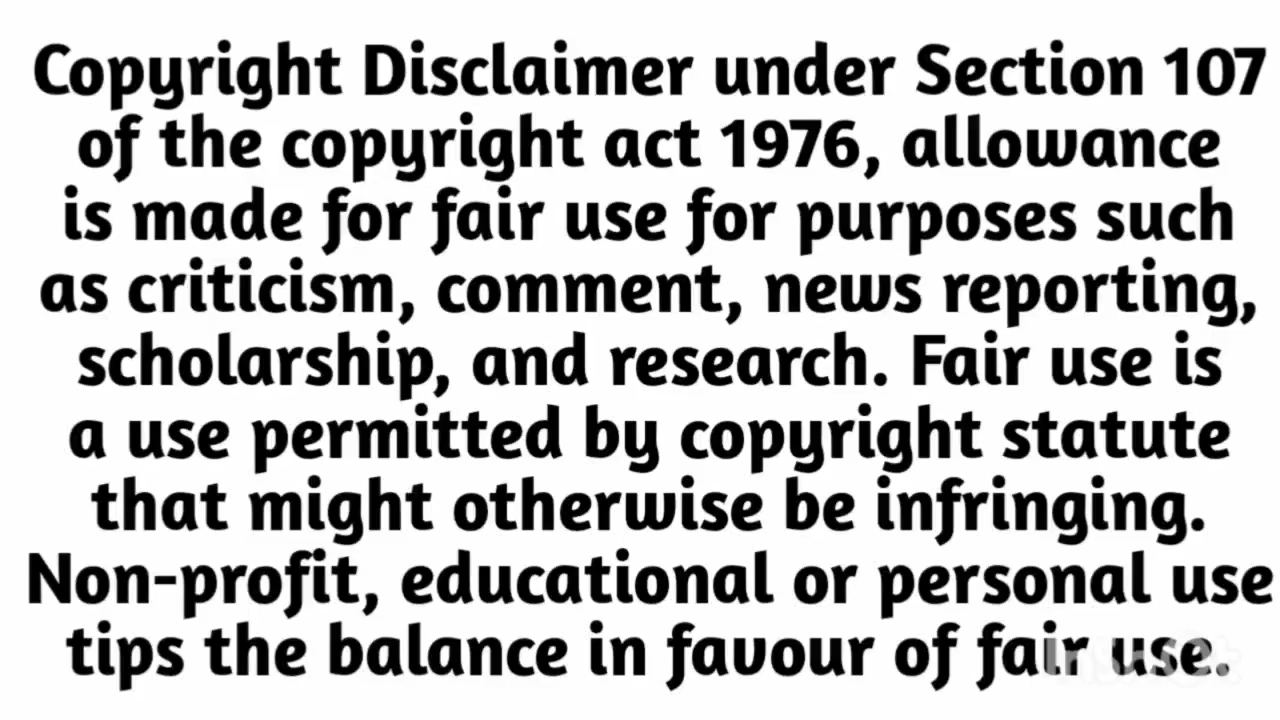 Copyright Disclaimer under Section 107
of the copyright act 1976, allowance
is made for fair use for purposes such
as criticism, comment, news reporting,
scholarship, and research. Fair use is
a use permitted by copyright statute
that might otherwise be infringing.
Non-profit, educational or personal use
tips the balance in favour of fair use.
InShOt